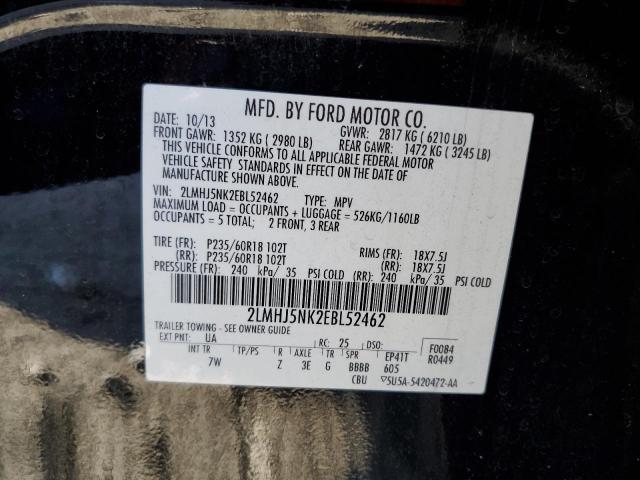 MFD. BY FORD MOTOR CO.
DATE: 10/13 GVWR: 2817 KG ( 6210 LB)
FRONT GAWR: 1352 KG ( 2980 LB) REAR GAWR: 1472 KG ( 3245 LB)
THIS VEHICLE CONFORMS TO ALL APPLICABLE FEDERAL MOTOR
VEHICLE SAFETY STANDARDS IN EFFECT ON THE DATE OF
MANUFACTURE SHOWN ABOVE.
VIN: 2LMHJ5NK2EBL52462 TYPE: MPV
MAXIMUM LOAD = OCCUPANTS + LUGGAGE = 526KG/1160LB
OCCUPANTS = 5 TOTAL; 2 FRONT, 3 REAR
TIRE (FR): P235/60R18 102T RIMS (FR): 18X7.5J
(RR): P235/60R18 102T (RR): 18X7.5J
PRESSURE (FR): 240 kPa/ 35 PSI COLD (RR): 240 kPa/ 35 PSI COLD
2LMHJ5NK2EBL52462
TRAILER TOWING - SEE OWNER GUIDE
EXT PNT: UA RC: 25 DSO: F0084
INT TR TP/PS R AXLE TR SPR EP41T R0449
7W Z 3E G BBBB 605
CBU 5U5A-5420472-AA